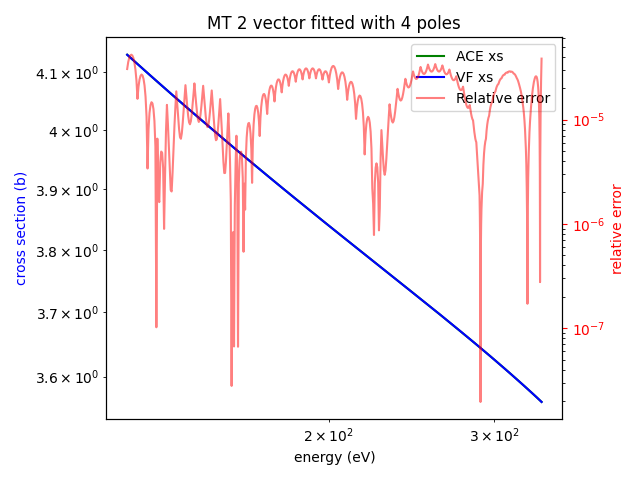 MT 2 vector fitted with 4 poles
ACE xs
VF xs
Relative error
cross section (b)
4.1 × 10⁰
4 × 10⁰
3.9 × 10⁰
3.8 × 10⁰
3.7 × 10⁰
3.6 × 10⁰
10⁻⁵
10⁻⁶
10⁻⁷
relative error
2 × 10²
3 × 10²
energy (eV)